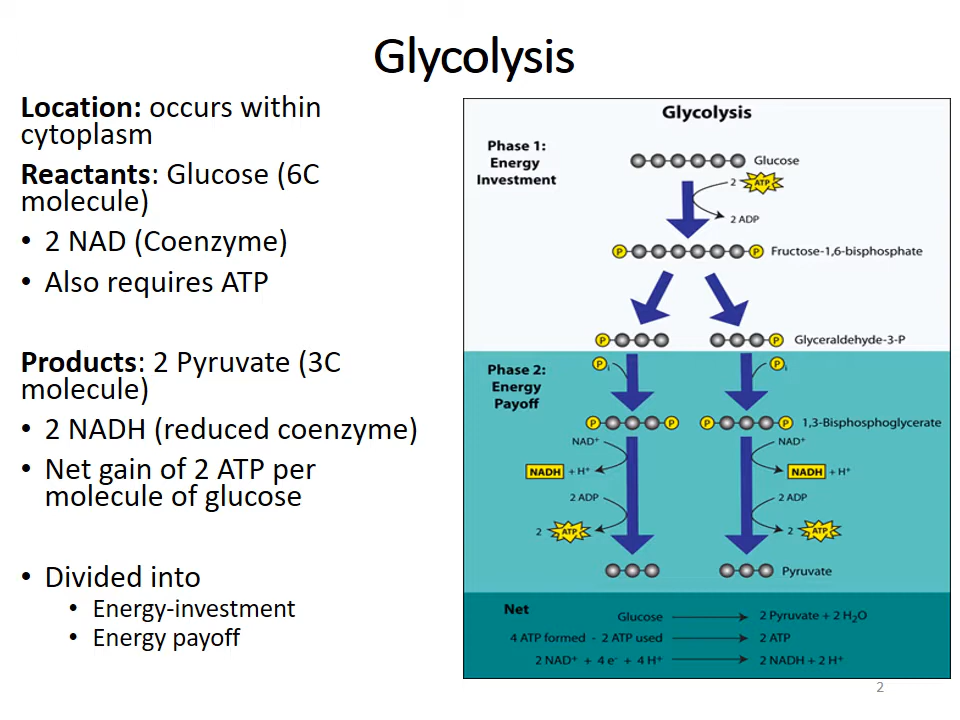 Glycolysis
Location: occurs within
cytoplasm
Reactants: Glucose (6C
molecule)
• 2 NAD (Coenzyme)
• Also requires ATP
Products: 2 Pyruvate (3C
molecule)
• 2 NADH (reduced coenzyme)
• Net gain of 2 ATP per
molecule of glucose
• Divided into
• Energy-investment
• Energy payoff
Glycolysis
Phase 1:
Energy
Investment
Glucose
2 ATP
2 ADP
P P Fructose-1,6-bisphosphate
P P Glyceraldehyde-3-P
Phase 2:
Energy
Payoff
Pi Pi
P P P P 1,3-Bisphosphoglycerate
NAD⁺ NAD⁺
NADH + H⁺ NADH + H⁺
2 ADP 2 ADP
2 ATP 2 ATP
Pyruvate
Net
Glucose → 2 Pyruvate + 2 H₂O
4 ATP formed - 2 ATP used → 2 ATP
2 NAD⁺ + 4 e⁻ + 4 H⁺ → 2 NADH + 2 H⁺
2